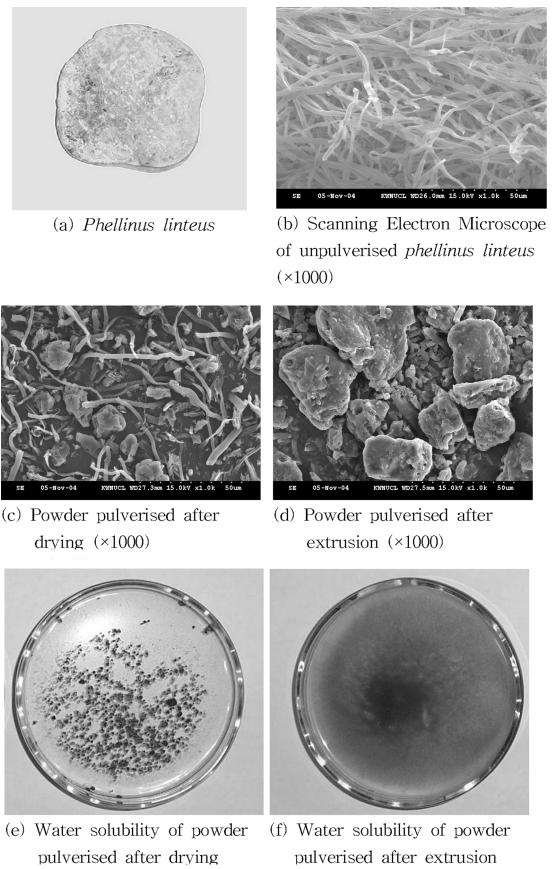 (a) Phellinus linteus
SE 05-Nov-04 KWNUCL WD26.0mm 15.0kV x1.0k 50um
(b) Scanning Electron Microscope
of unpulverised phellinus linteus
(×1000)
SE 05-Nov-04 KWNUCL WD27.3mm 15.0kV x1.0k 50um
SE 05-Nov-04 KWNUCL WD27.5mm 15.0kV x1.0k 50um
(c) Powder pulverised after
drying (×1000)
(d) Powder pulverised after
extrusion (×1000)
(e) Water solubility of powder
pulverised after drying
(f) Water solubility of powder
pulverised after extrusion